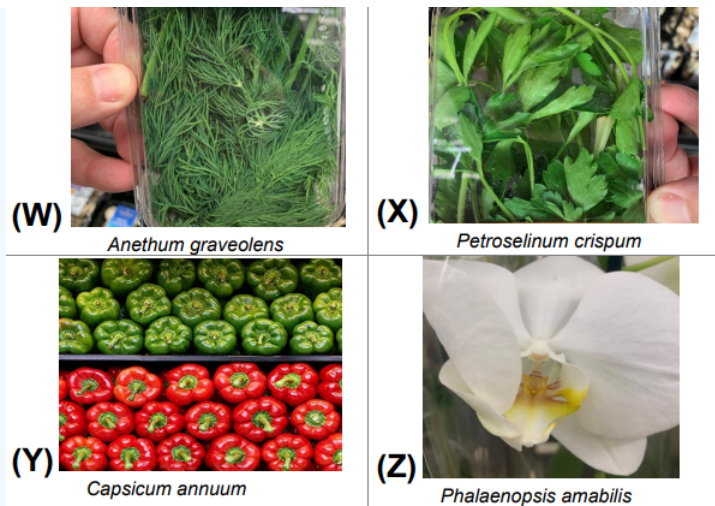 (W)
Anethum graveolens
(X)
Petroselinum crispum
(Y)
Capsicum annuum
(Z)
Phalaenopsis amabilis